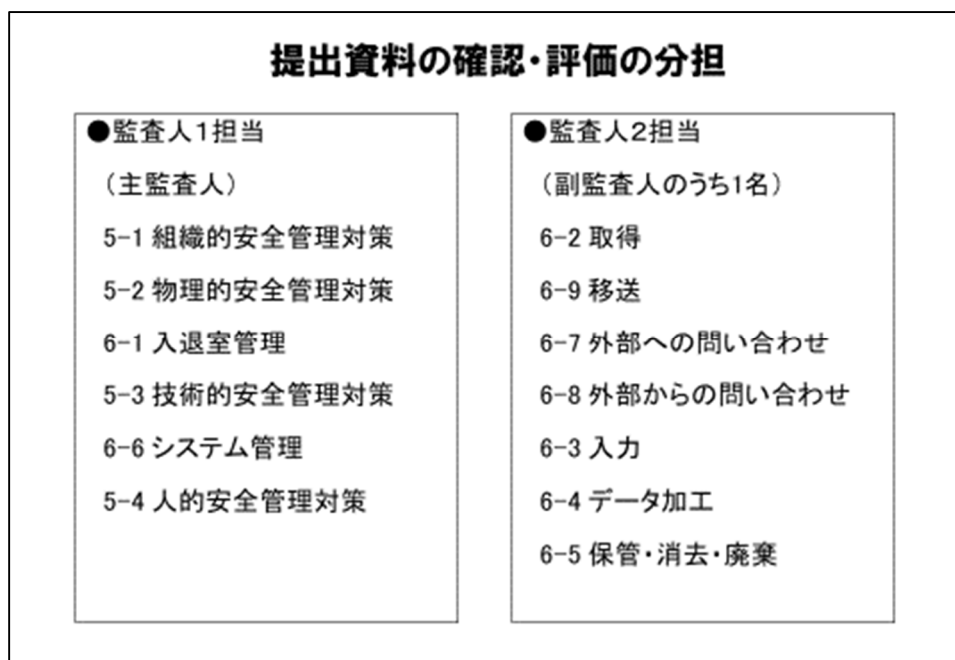 提出資料の確認・評価の分担
●監査人1担当
（主監査人）
5-1 組織的安全管理対策
5-2 物理的安全管理対策
6-1 入退室管理
5-3 技術的安全管理対策
6-6 システム管理
5-4 人的安全管理対策
●監査人2担当
（副監査人のうち1名）
6-2 取得
6-9 移送
6-7 外部への問い合わせ
6-8 外部からの問い合わせ
6-3 入力
6-4 データ加工
6-5 保管・消去・廃棄